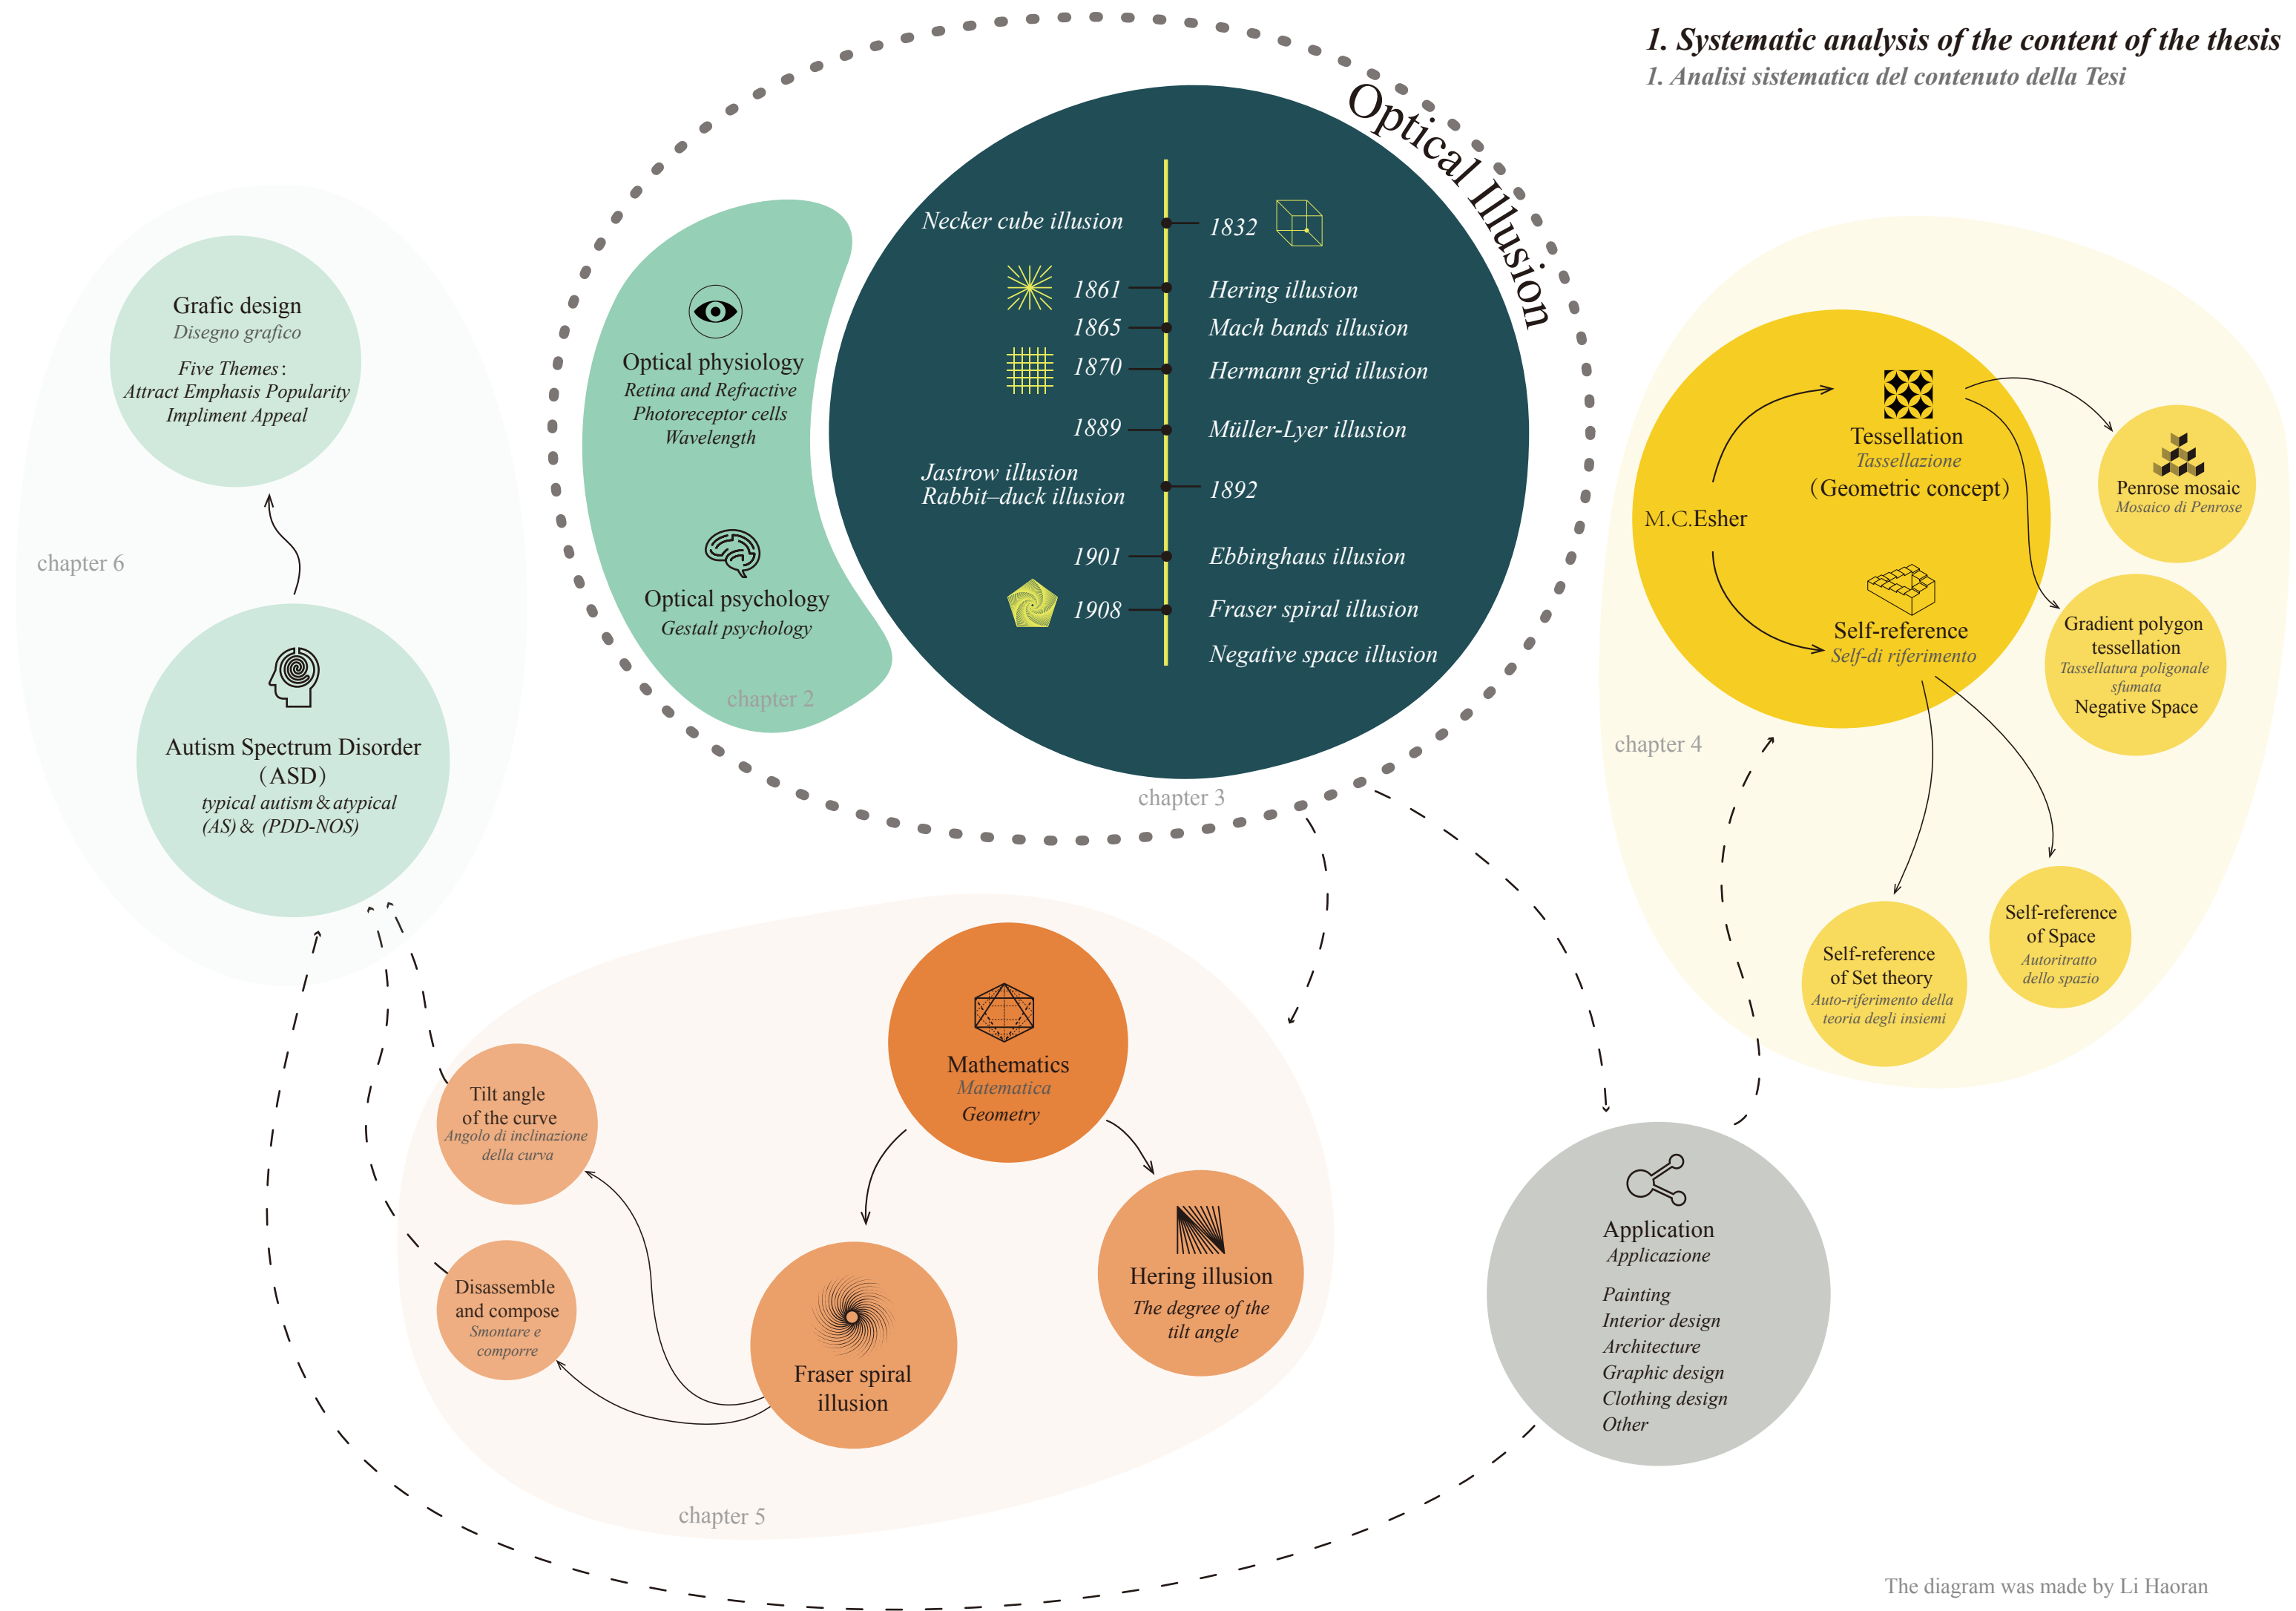 1. Systematic analysis of the content of the thesis
1. Analisi sistematica del contenuto della Tesi
Optical Illusion
Necker cube illusion
1832
1861
Hering illusion
1865
Mach bands illusion
1870
Hermann grid illusion
1889
Müller-Lyer illusion
Jastrow illusion
Rabbit–duck illusion
1892
1901
Ebbinghaus illusion
1908
Fraser spiral illusion
Negative space illusion
chapter 3
Optical physiology
Retina and Refractive
Photoreceptor cells
Wavelength
Optical psychology
Gestalt psychology
chapter 2
Grafic design
Disegno grafico
Five Themes:
Attract Emphasis Popularity
Impliment Appeal
chapter 6
Autism Spectrum Disorder
(ASD)
typical autism & atypical
(AS) & (PDD-NOS)
M.C.Esher
Tessellation
Tassellazione
(Geometric concept)
Self-reference
Self-di riferimento
Penrose mosaic
Mosaico di Penrose
Gradient polygon
tessellation
Tassellatura poligonale
sfumata
Negative Space
chapter 4
Self-reference
of Space
Autoritratto
dello spazio
Self-reference
of Set theory
Auto-riferimento della
teoria degli insiemi
Mathematics
Matematica
Geometry
Tilt angle
of the curve
Angolo di inclinazione
della curva
Disassemble
and compose
Smontare e
comporre
Fraser spiral
illusion
Hering illusion
The degree of the
tilt angle
chapter 5
Application
Applicazione
Painting
Interior design
Architecture
Graphic design
Clothing design
Other
The diagram was made by Li Haoran